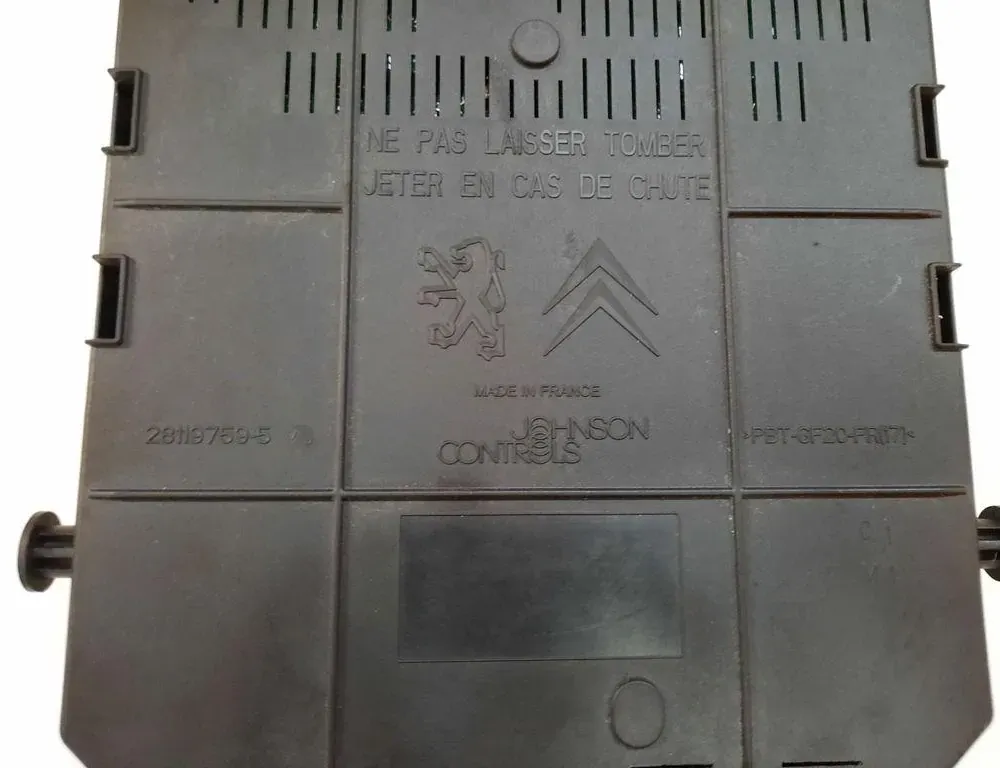 NE PAS LAISSER TOMBER
JETER EN CAS DE CHUTE
MADE IN FRANCE
JOHNSON
CONTROLS
28119759-5
>PBT-GF20-FR(17)<